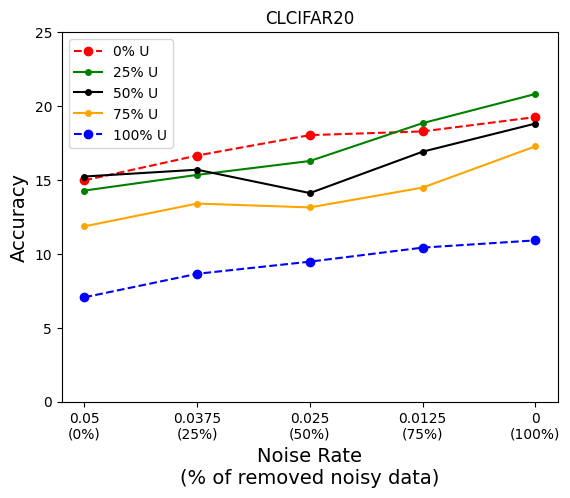 CLCIFAR20
25
20
15
10
5
0
Accuracy
0% U
25% U
50% U
75% U
100% U
0.05 0.0375 0.025 0.0125 0
(0%) (25%) (50%) (75%) (100%)
Noise Rate
(% of removed noisy data)